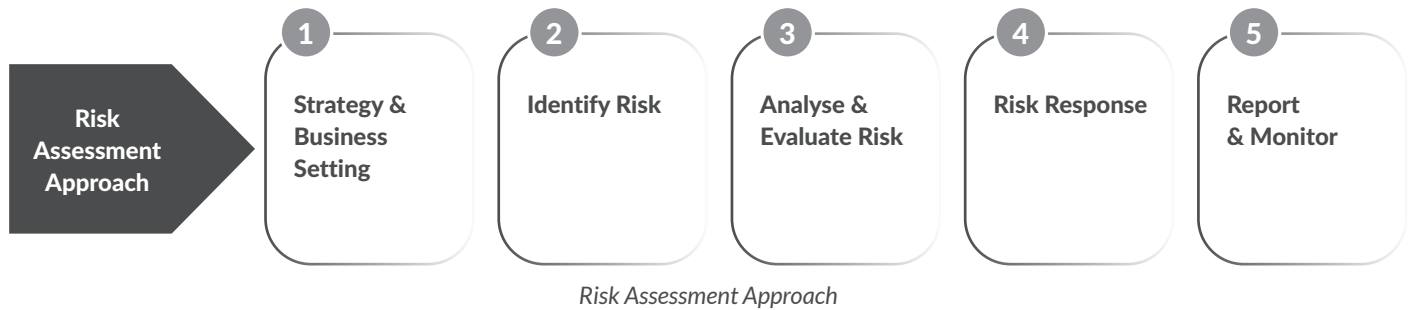 Risk
Assessment
Approach
1
Strategy &
Business
Setting
2
Identify Risk
3
Analyse &
Evaluate Risk
4
Risk Response
5
Report
& Monitor
Risk Assessment Approach